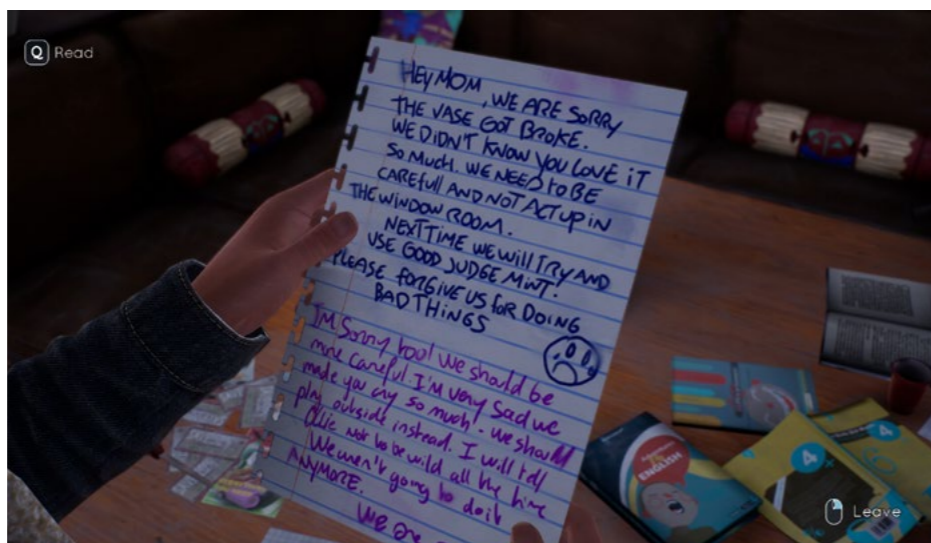 Q Read
HEY MOM, WE ARE SORRY
THE VASE GOT BROKE.
WE DIDN'T KNOW YOU LOVE iT
SO MUCH. WE NEED to BE
CAREfull AND NOT ACT UP iN
THE WINDOW ROOM.
NEXT TIME WE WiLL TRY AND
USE GOOD JUDGE MiNT.
PLEASE FORGIVE US FOR DOING
BAD THINGS
I'M Sorry too! We should be
more careful. I'm very sad we
made you cry so much. We should
play outside instead. I will tell
Ollie not to be wild all the time
We weren't going to do it
ANYMORE.
We are
ENGLISH
4
4
Leave